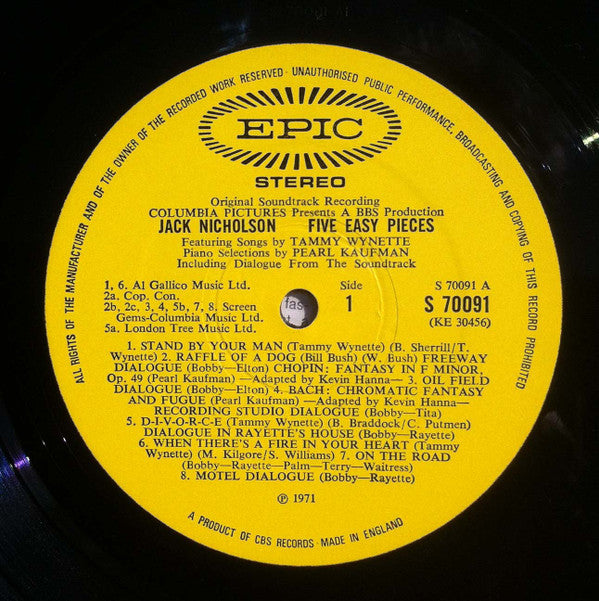 ALL RIGHTS OF THE MANUFACTURER AND OF THE OWNER OF THE RECORDED WORK RESERVED · UNAUTHORISED PUBLIC PERFORMANCE, BROADCASTING AND COPYING OF THIS RECORD PROHIBITED
EPIC
STEREO
Original Soundtrack Recording
COLUMBIA PICTURES Presents A BBS Production
JACK NICHOLSON FIVE EASY PIECES
Featuring Songs by TAMMY WYNETTE
Piano Selections by PEARL KAUFMAN
Including Dialogue From The Soundtrack
1, 6. Al Gallico Music Ltd.
2a. Cop. Con.
2b, 2c, 3, 4, 5b, 7, 8. Screen
Gems-Columbia Music Ltd.
5a. London Tree Music Ltd.
Side
1
S 70091 A
S 70091
(KE 30456)
1. STAND BY YOUR MAN (Tammy Wynette) (B. Sherrill/T.
Wynette) 2. RAFFLE OF A DOG (Bill Bush) (W. Bush) FREEWAY
DIALOGUE (Bobby—Elton) CHOPIN: FANTASY IN F MINOR,
Op. 49 (Pearl Kaufman) —Adapted by Kevin Hanna— 3. OIL FIELD
DIALOGUE (Bobby—Elton) 4. BACH: CHROMATIC FANTASY
AND FUGUE (Pearl Kaufman) —Adapted by Kevin Hanna—
RECORDING STUDIO DIALOGUE (Bobby—Tita)
5. D-I-V-O-R-C-E (Tammy Wynette) (B. Braddock/C. Putmen)
DIALOGUE IN RAYETTE'S HOUSE (Bobby—Rayette)
6. WHEN THERE'S A FIRE IN YOUR HEART (Tammy
Wynette) (M. Kilgore/S. Williams) 7. ON THE ROAD
(Bobby—Rayette—Palm—Terry—Waitress)
8. MOTEL DIALOGUE (Bobby—Rayette)
℗ 1971
A PRODUCT OF CBS RECORDS · MADE IN ENGLAND